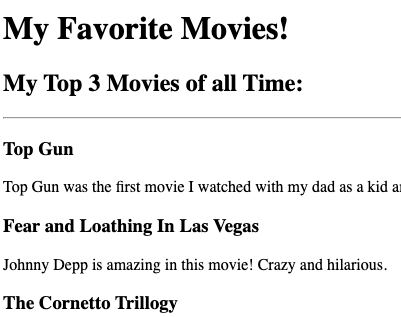 My Favorite Movies!
My Top 3 Movies of all Time:
Top Gun
Top Gun was the first movie I watched with my dad as a kid
Fear and Loathing In Las Vegas
Johnny Depp is amazing in this movie! Crazy and hilarious.
The Cornetto Trillogy